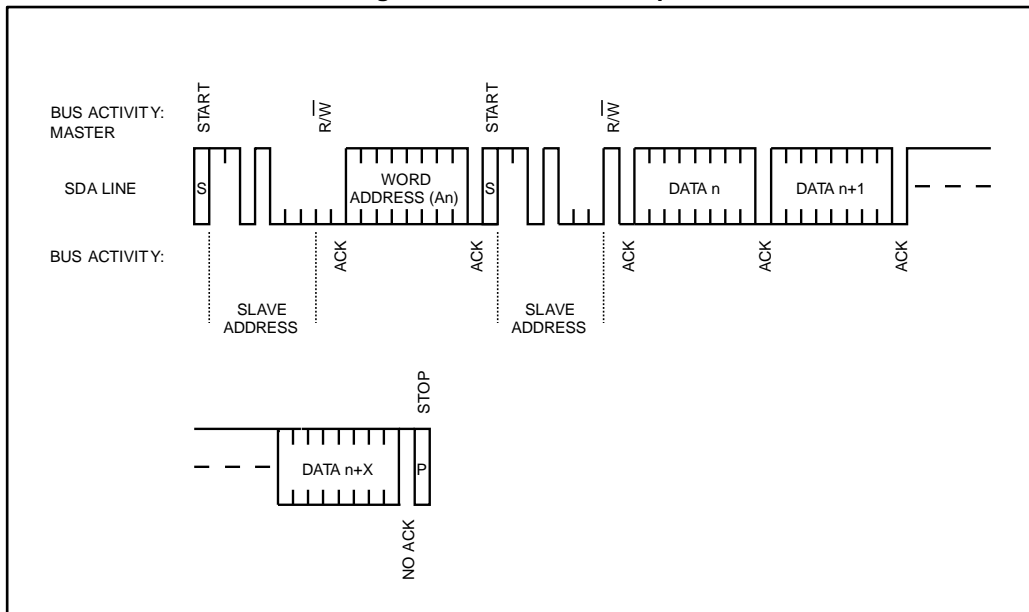 START
R/W
START
R/W
BUS ACTIVITY:
MASTER
SDA LINE
S
WORD
ADDRESS (An)
S
DATA n
DATA n+1
BUS ACTIVITY:
ACK
ACK
ACK
ACK
ACK
SLAVE
ADDRESS
SLAVE
ADDRESS
STOP
DATA n+X
P
NO ACK